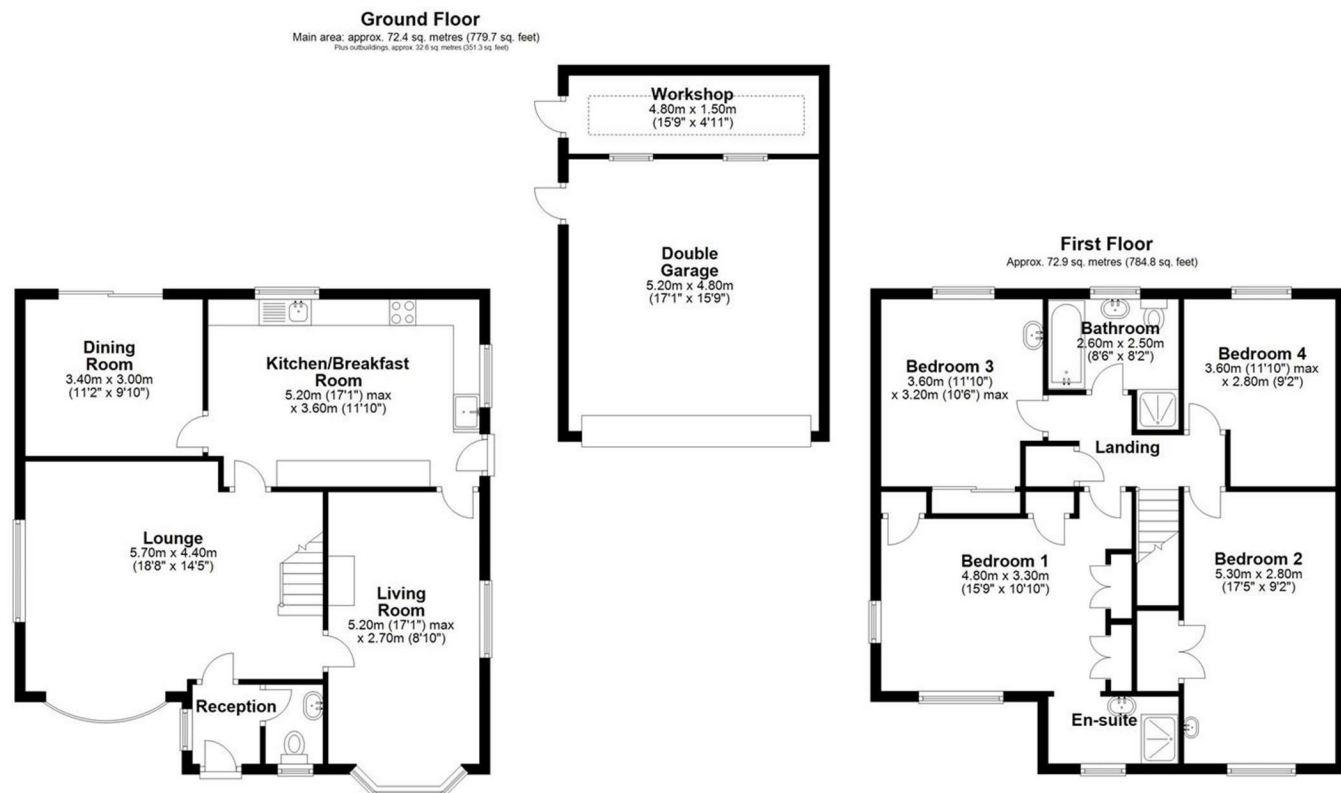 Ground Floor
Main area: approx. 72.4 sq. metres (779.7 sq. feet)
Plus outbuildings, approx. 32.6 sq. metres (351.3 sq. feet)
Workshop
4.80m x 1.50m
(15'9" x 4'11")
Double
Garage
5.20m x 4.80m
(17'1" x 15'9")
Dining
Room
3.40m x 3.00m
(11'2" x 9'10")
Kitchen/Breakfast
Room
5.20m (17'1") max
x 3.60m (11'10")
Lounge
5.70m x 4.40m
(18'8" x 14'5")
Living
Room
5.20m (17'1") max
x 2.70m (8'10")
Reception
First Floor
Approx. 72.9 sq. metres (784.8 sq. feet)
Bedroom 3
3.60m (11'10")
x 3.20m (10'6") max
Bathroom
2.60m x 2.50m
(8'6" x 8'2")
Bedroom 4
3.60m (11'10") max
x 2.80m (9'2")
Landing
Bedroom 1
4.80m x 3.30m
(15'9" x 10'10")
Bedroom 2
5.30m x 2.80m
(17'5" x 9'2")
En-suite